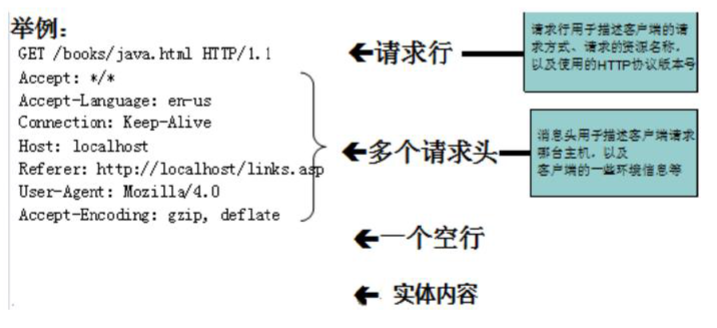 举例：
GET /books/java.html HTTP/1.1
Accept: */*
Accept-Language: en-us
Connection: Keep-Alive
Host: localhost
Referer: http://localhost/links.asp
User-Agent: Mozilla/4.0
Accept-Encoding: gzip, deflate
请求行
请求行用于描述客户端的请
求方式、请求的资源名称，
以及使用的HTTP协议版本号
多个请求头
消息头用于描述客户端请求
哪台主机，以及
客户端的一些环境信息等
一个空行
实体内容